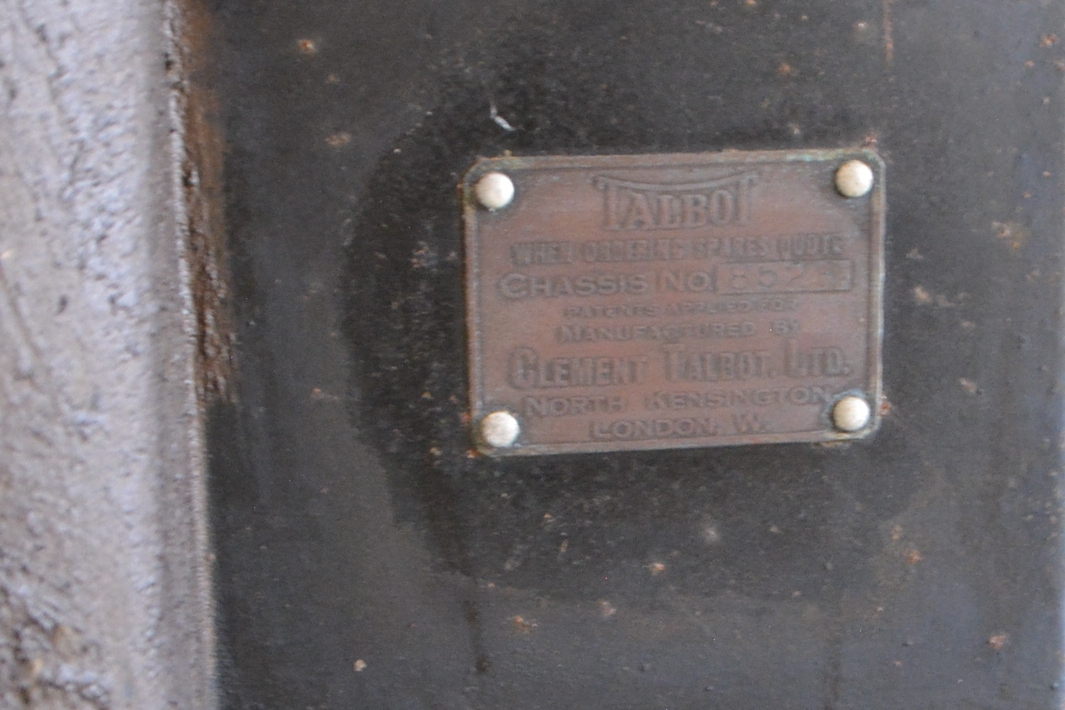 TALBOT
WHEN ORDERING SPARES QUOTE
CHASSIS NO
PATENTS APPLIED FOR
MANUFACTURED BY
CLEMENT TALBOT, LTD.
NORTH KENSINGTON
LONDON, W.